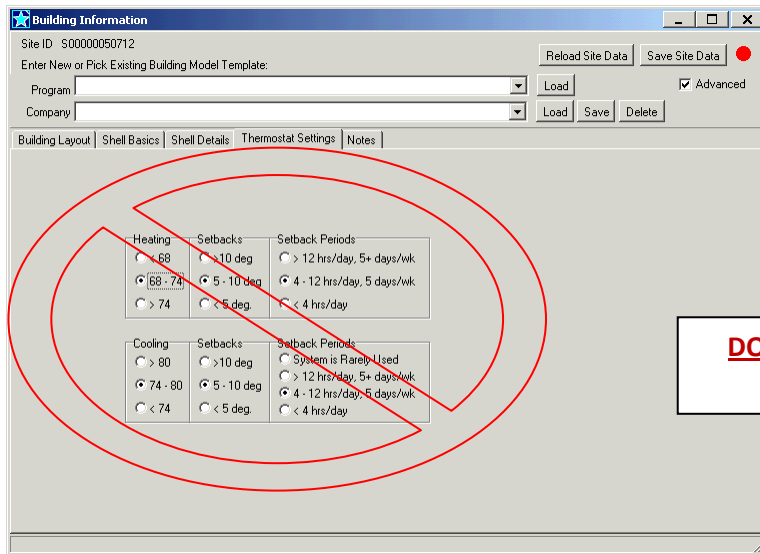 Building Information
Site ID S00000050712
Reload Site Data Save Site Data
Enter New or Pick Existing Building Model Template:
Program Load Advanced
Company Load Save Delete
Building Layout Shell Basics Shell Details Thermostat Settings Notes
Heating Setbacks Setback Periods
< 68 >10 deg > 12 hrs/day, 5+ days/wk
68 - 74 5 - 10 deg 4 - 12 hrs/day, 5 days/wk
> 74 < 5 deg. < 4 hrs/day
Cooling Setbacks Setback Periods
System is Rarely Used
> 80 >10 deg > 12 hrs/day, 5+ days/wk
74 - 80 5 - 10 deg 4 - 12 hrs/day, 5 days/wk
< 74 < 5 deg. < 4 hrs/day